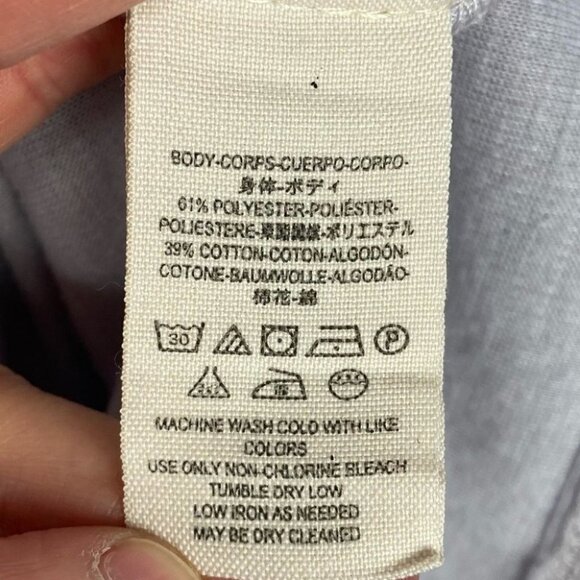 BODY-CORPS-CUERPO-CORPO-
身体-ボディ
61% POLYESTER-POLIÉSTER-
POLIESTERE-聚酯纖維-ポリエステル
39% COTTON-COTON-ALGODÓN-
COTONE-BAUMWOLLE-ALGODÃO-
棉花-綿
30
P
MACHINE WASH COLD WITH LIKE
COLORS
USE ONLY NON-CHLORINE BLEACH
TUMBLE DRY LOW
LOW IRON AS NEEDED
MAY BE DRY CLEANED